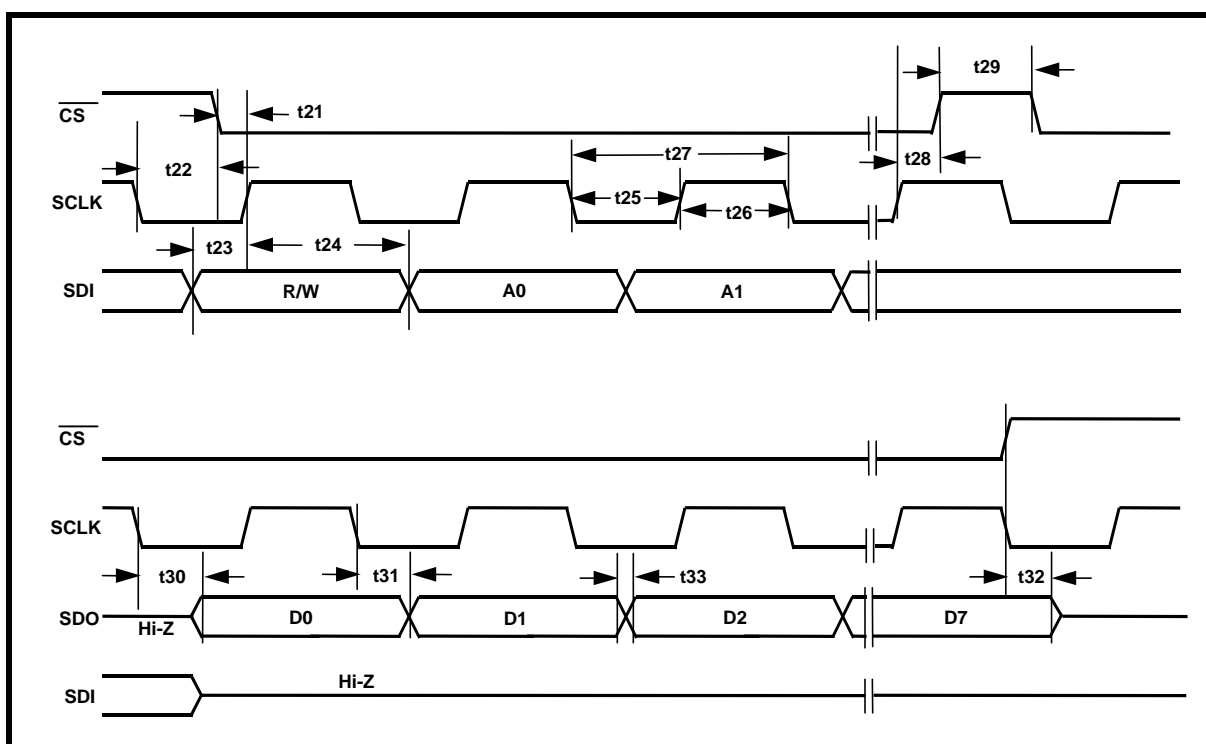 t29
CS
t21
t27
t22
t28
SCLK
t25
t26
t23
t24
SDI
R/W
A0
A1
CS
SCLK
t30
t31
t33
t32
SDO
Hi-Z
D0
D1
D2
D7
SDI
Hi-Z